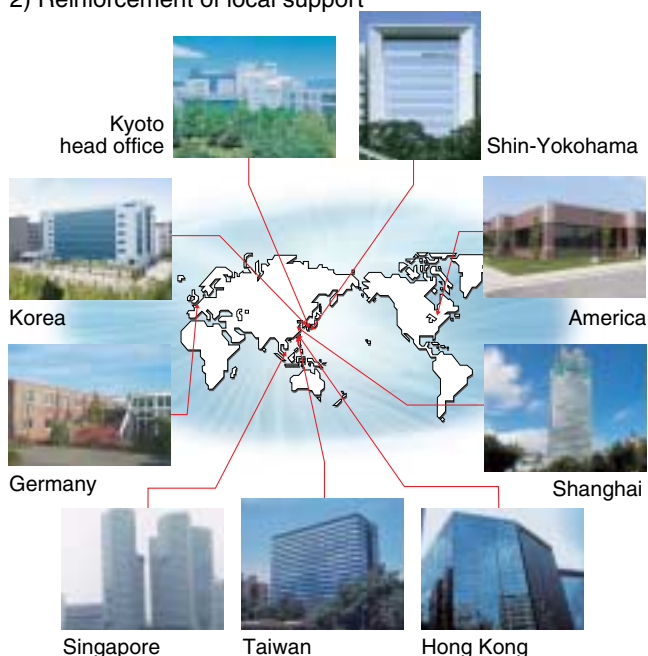 2) Reinforcement of local support
Kyoto
head office
Shin-Yokohama
Korea
America
Germany
Shanghai
Singapore
Taiwan
Hong Kong